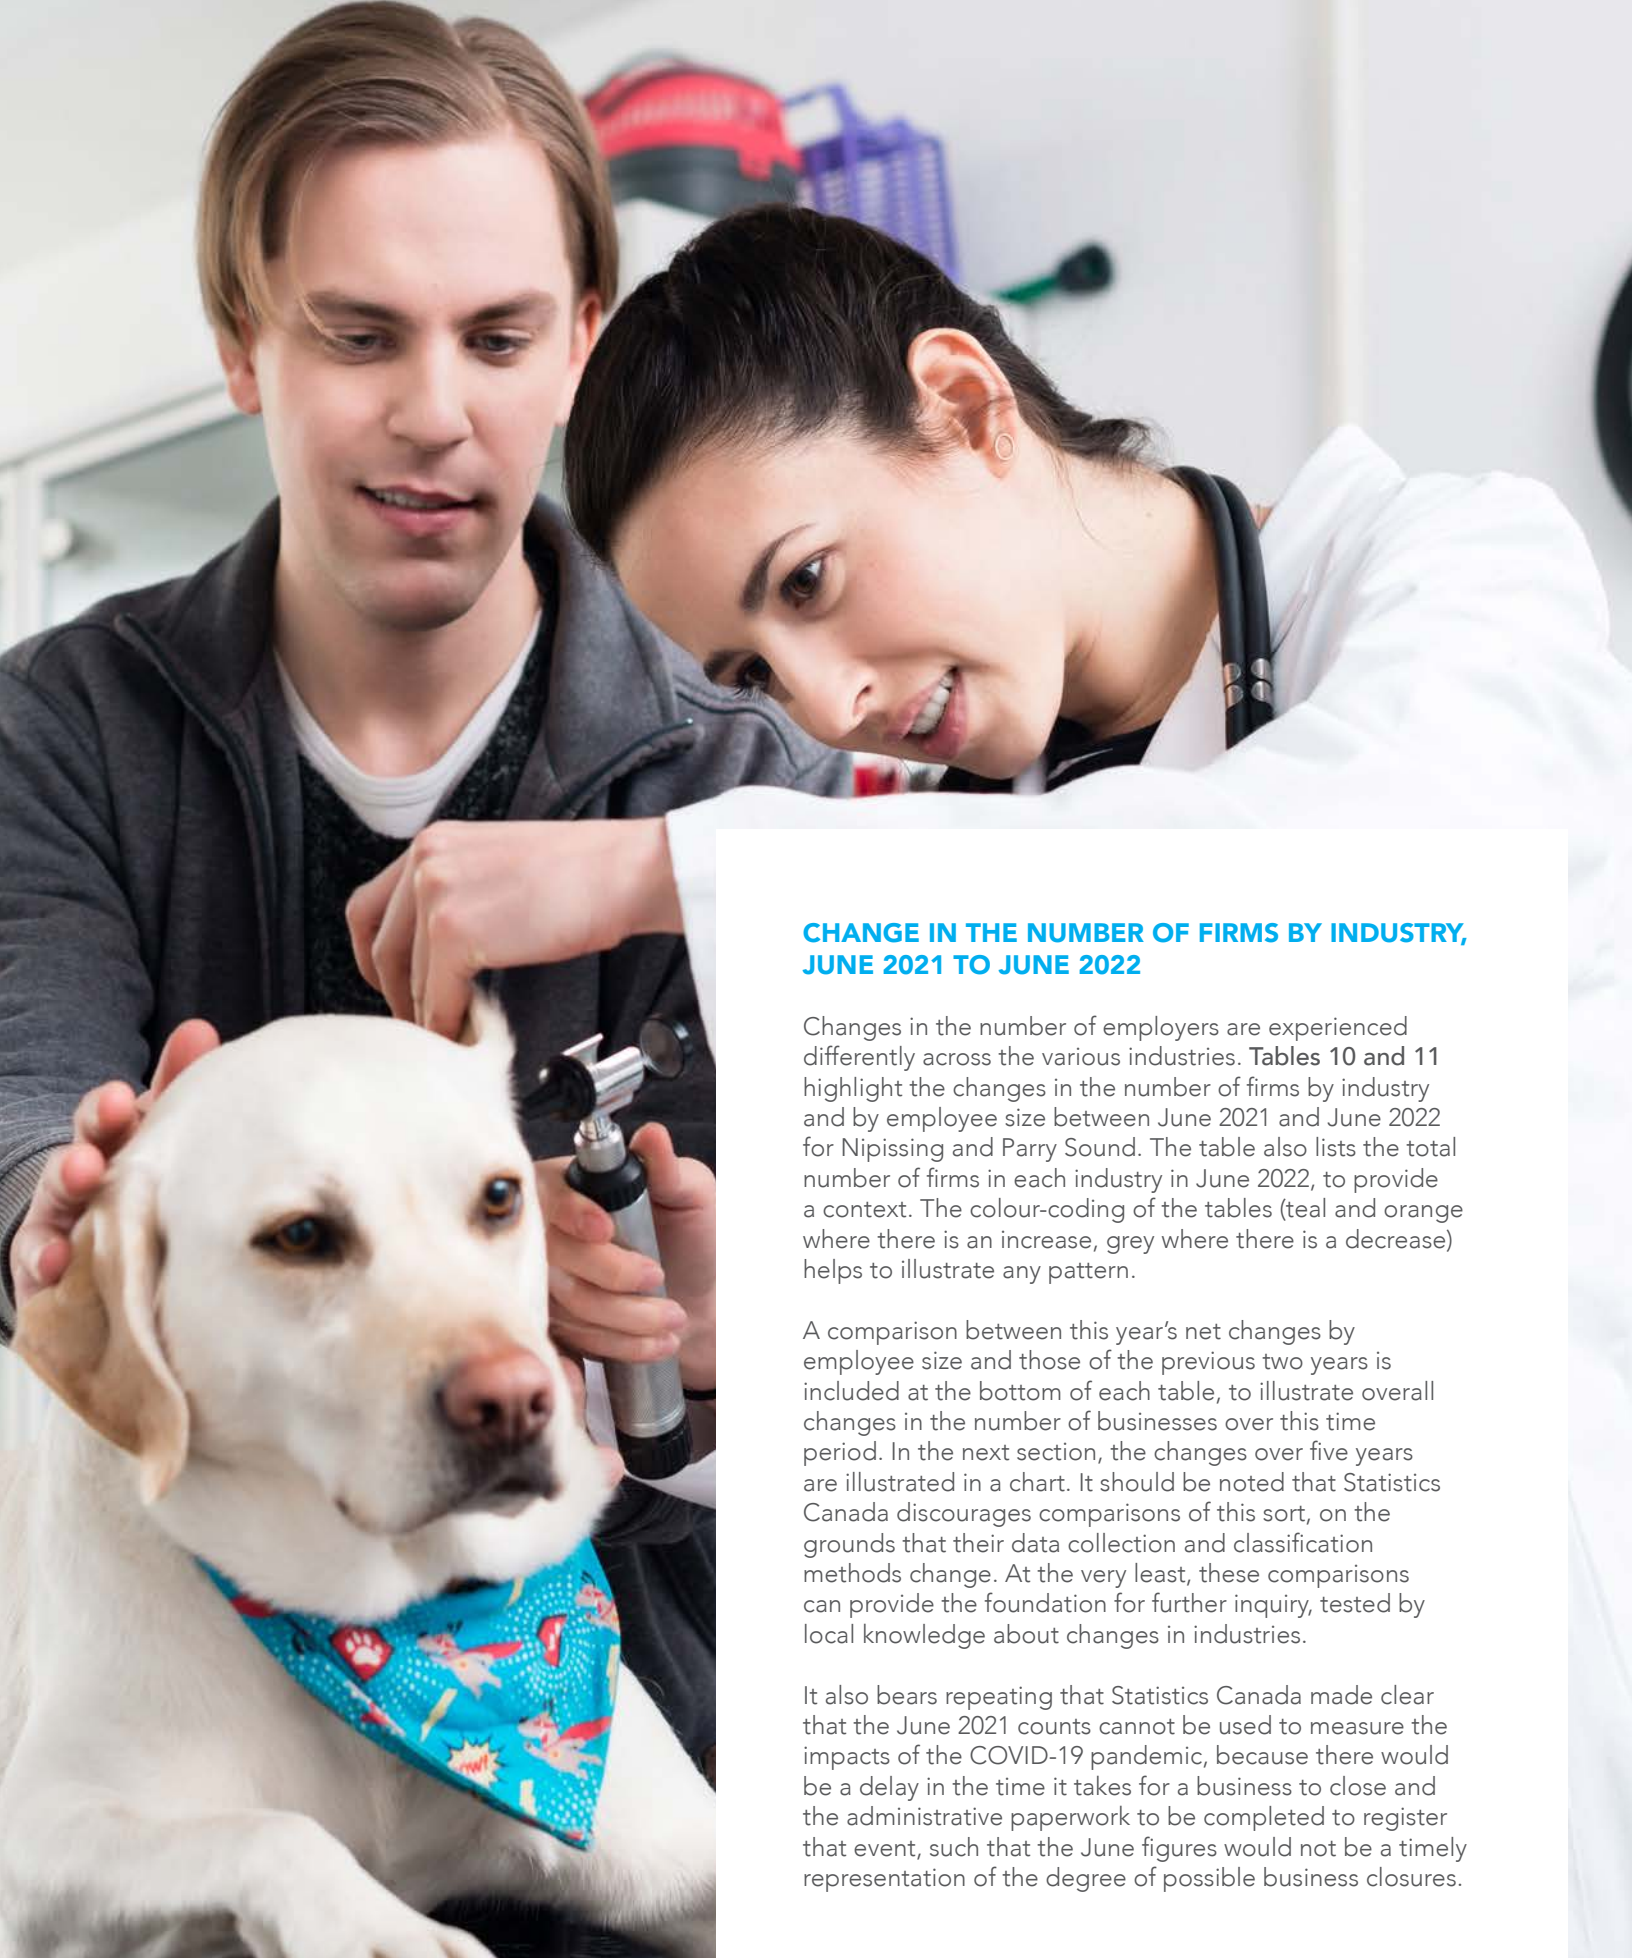 CHANGE IN THE NUMBER OF FIRMS BY INDUSTRY,
JUNE 2021 TO JUNE 2022
Changes in the number of employers are experienced
differently across the various industries. Tables 10 and 11
highlight the changes in the number of firms by industry
and by employee size between June 2021 and June 2022
for Nipissing and Parry Sound. The table also lists the total
number of firms in each industry in June 2022, to provide
a context. The colour-coding of the tables (teal and orange
where there is an increase, grey where there is a decrease)
helps to illustrate any pattern.
A comparison between this year’s net changes by
employee size and those of the previous two years is
included at the bottom of each table, to illustrate overall
changes in the number of businesses over this time
period. In the next section, the changes over five years
are illustrated in a chart. It should be noted that Statistics
Canada discourages comparisons of this sort, on the
grounds that their data collection and classification
methods change. At the very least, these comparisons
can provide the foundation for further inquiry, tested by
local knowledge about changes in industries.
It also bears repeating that Statistics Canada made clear
that the June 2021 counts cannot be used to measure the
impacts of the COVID-19 pandemic, because there would
be a delay in the time it takes for a business to close and
the administrative paperwork to be completed to register
that event, such that the June figures would not be a timely
representation of the degree of possible business closures.
POW!